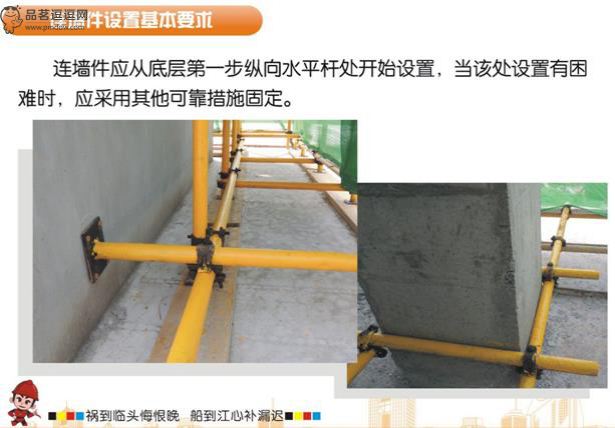 品茗逗逗网
www.pmddw.com
连墙件设置基本要求
连墙件应从底层第一步纵向水平杆处开始设置，当该处设置有困
难时，应采用其他可靠措施固定。
祸到临头悔恨晚 船到江心补漏迟